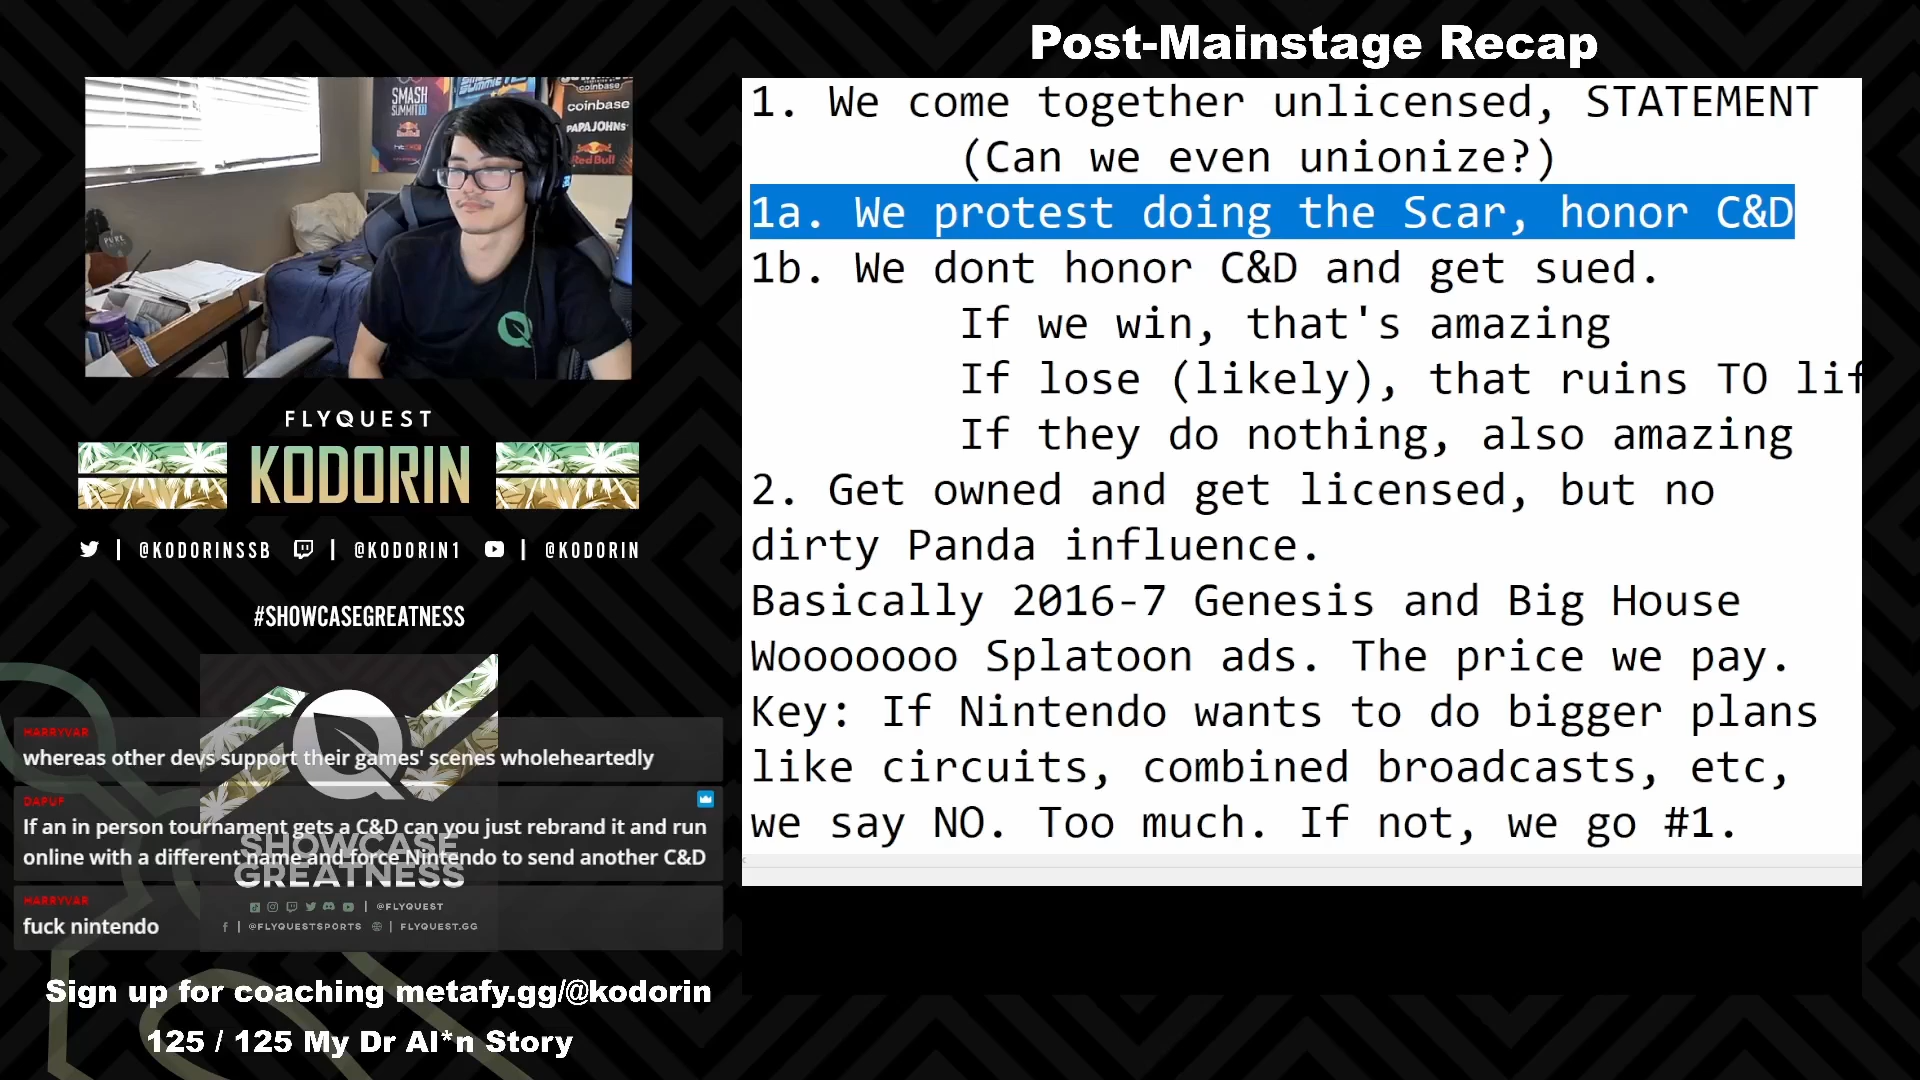 Post-Mainstage Recap
1. We come together unlicensed, STATEMENT
(Can we even unionize?)
1a. We protest doing the Scar, honor C&D
1b. We dont honor C&D and get sued.
If we win, that's amazing
If lose (likely), that ruins TO lif
If they do nothing, also amazing
2. Get owned and get licensed, but no
dirty Panda influence.
Basically 2016-7 Genesis and Big House
Wooooooo Splatoon ads. The price we pay.
Key: If Nintendo wants to do bigger plans
like circuits, combined broadcasts, etc,
we say NO. Too much. If not, we go #1.
SMASH
SUMMIT
coinbase
coinbase
PAPAJOHNS
Red Bull
FLYQUEST
KODORIN
| @KODORINSSB | @KODORIN1 | @KODORIN
#SHOWCASEGREATNESS
HARRYVAR
whereas other devs support their games' scenes wholeheartedly
DAPUF
If an in person tournament gets a C&D can you just rebrand it and run
online with a different name and force Nintendo to send another C&D
HARRYVAR
fuck nintendo
SHOWCASE
GREATNESS
| @FLYQUEST
| @FLYQUESTSPORTS | FLYQUEST.GG
Sign up for coaching metafy.gg/@kodorin
125 / 125 My Dr Al*n Story